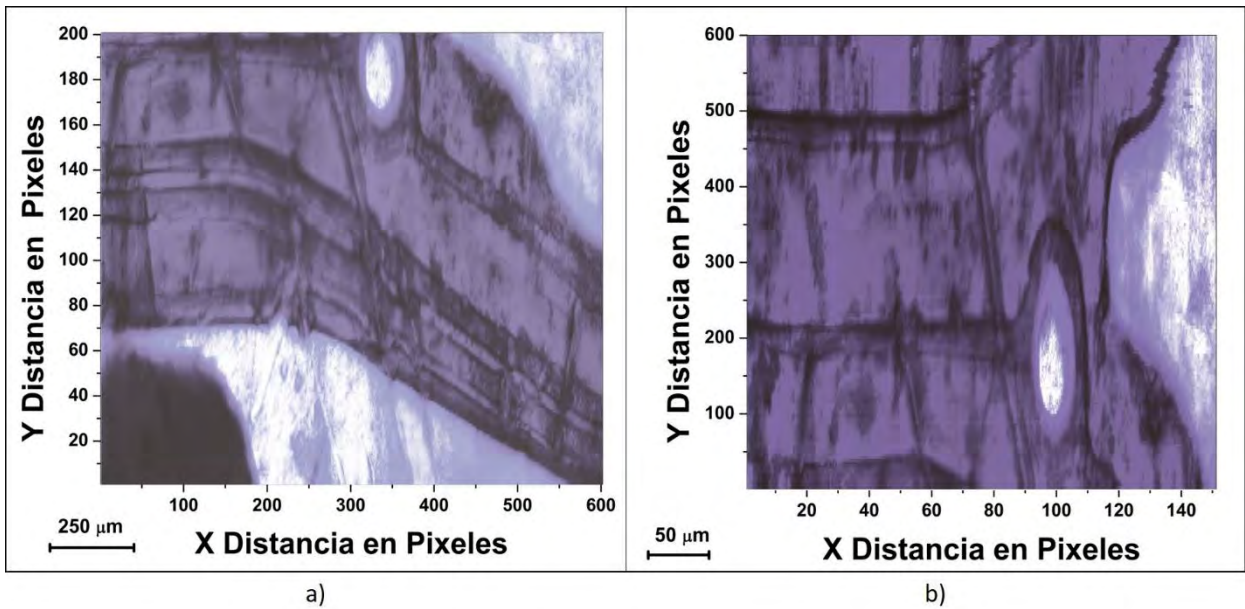 200
180
160
140
120
100
80
60
40
20
Y Distancia en Pixeles
100 200 300 400 500 600
250 μm
X Distancia en Pixeles
a)
600
500
400
300
200
100
Y Distancia en Pixeles
20 40 60 80 100 120 140
50 μm
X Distancia en Pixeles
b)